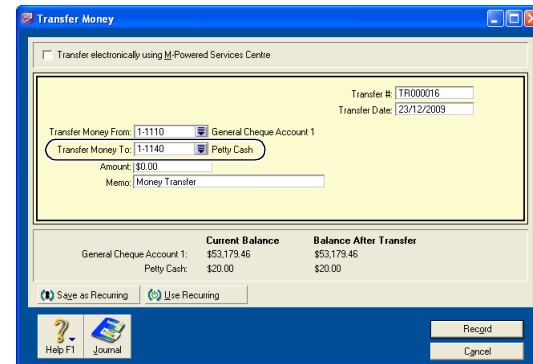 Transfer Money
Transfer electronically using M-Powered Services Centre
Transfer #: TR000016
Transfer Date: 23/12/2009
Transfer Money From: 1-1110 General Cheque Account 1
Transfer Money To: 1-1140 Petty Cash
Amount: $0.00
Memo: Money Transfer
Current Balance Balance After Transfer
General Cheque Account 1: $53,179.46 $53,179.46
Petty Cash: $20.00 $20.00
Save as Recurring Use Recurring
Help F1 Journal
Record
Cancel